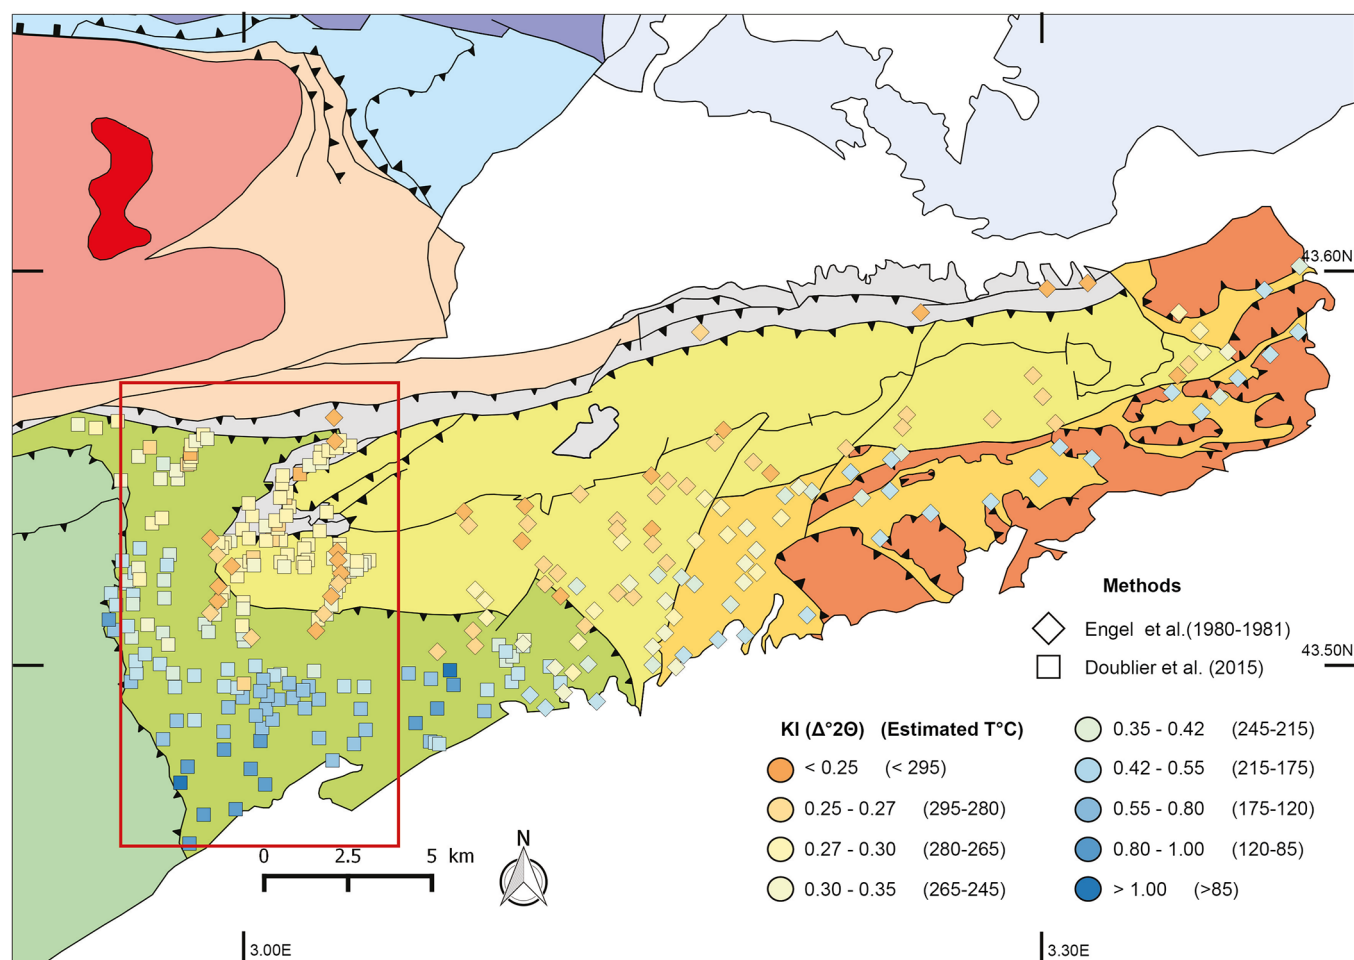 43.60N
Methods
Engel et al.(1980-1981)
Doublier et al. (2015)
43.50N
KI (Δ°2Θ) (Estimated T°C)
< 0.25 (< 295)
0.25 - 0.27 (295-280)
0.27 - 0.30 (280-265)
0.30 - 0.35 (265-245)
0.35 - 0.42 (245-215)
0.42 - 0.55 (215-175)
0.55 - 0.80 (175-120)
0.80 - 1.00 (120-85)
> 1.00 (>85)
N
0 2.5 5 km
3.00E
3.30E